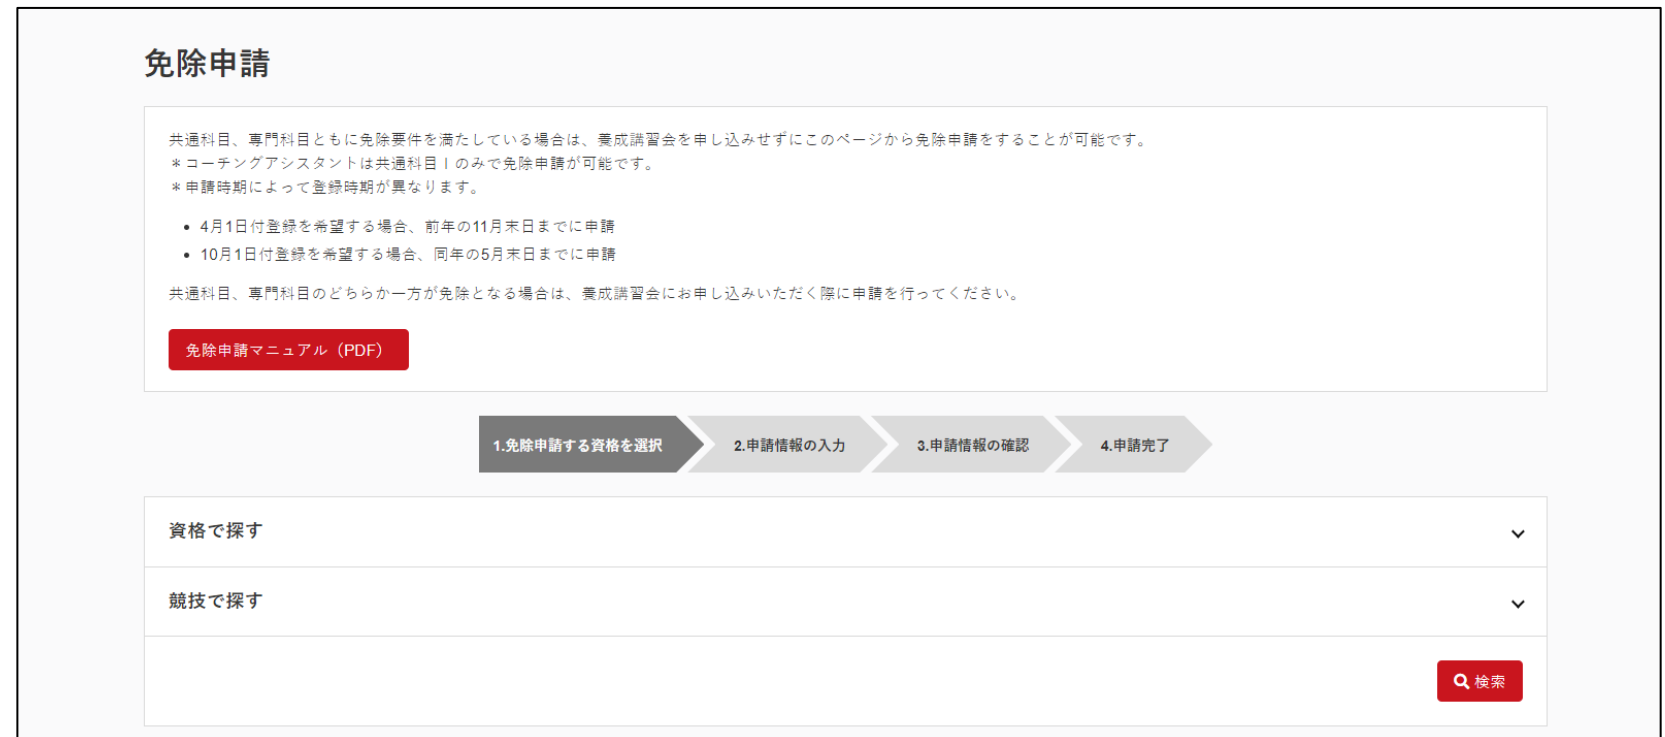 免除申請
共通科目、専門科目ともに免除要件を満たしている場合は、養成講習会を申し込みせずにこのページから免除申請をすることが可能です。
＊コーチングアシスタントは共通科目Ⅰのみで免除申請が可能です。
＊申請時期によって登録時期が異なります。
• 4月1日付登録を希望する場合、前年の11月末日までに申請
• 10月1日付登録を希望する場合、同年の5月末日までに申請
共通科目、専門科目のどちらか一方が免除となる場合は、養成講習会にお申し込みいただく際に申請を行ってください。
免除申請マニュアル（PDF）
1.免除申請する資格を選択 2.申請情報の入力 3.申請情報の確認 4.申請完了
資格で探す
競技で探す
検索